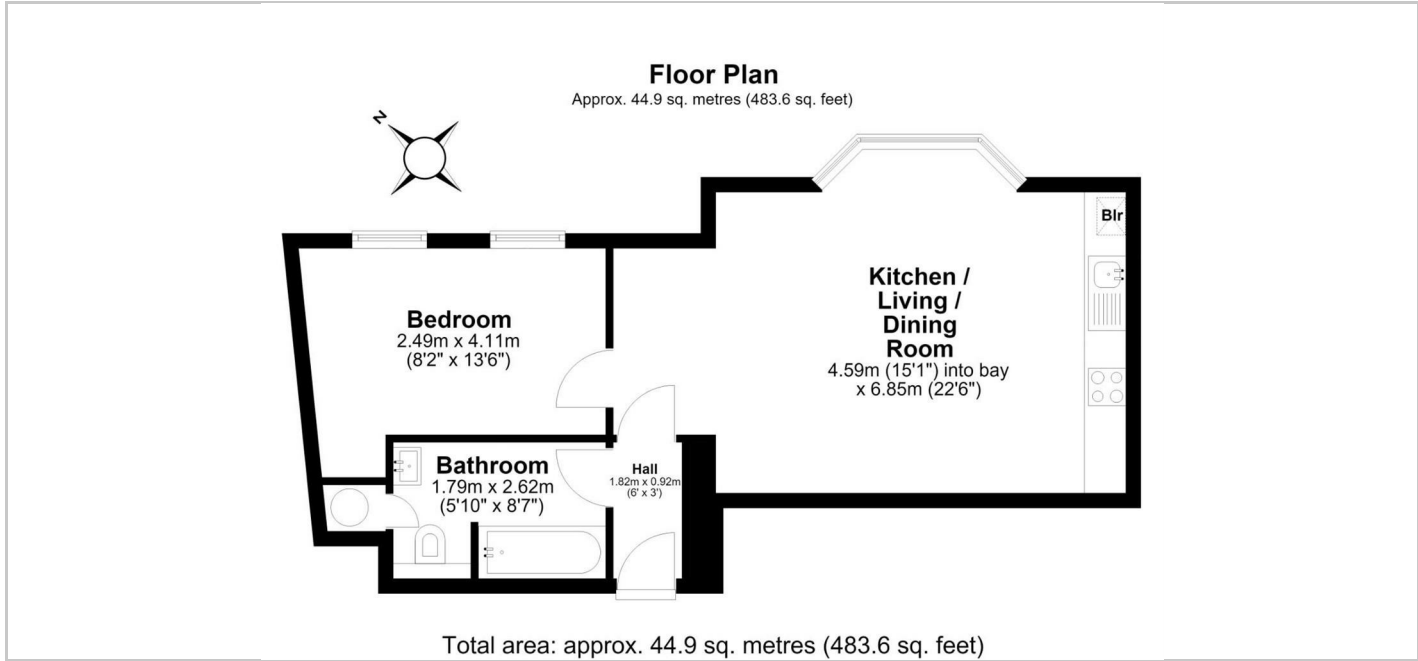 Floor Plan
Approx. 44.9 sq. metres (483.6 sq. feet)
N
Blr
Kitchen /
Living /
Dining
Room
4.59m (15'1") into bay
x 6.85m (22'6")
Bedroom
2.49m x 4.11m
(8'2" x 13'6")
Bathroom
1.79m x 2.62m
(5'10" x 8'7")
Hall
1.82m x 0.92m
(6' x 3')
Total area: approx. 44.9 sq. metres (483.6 sq. feet)